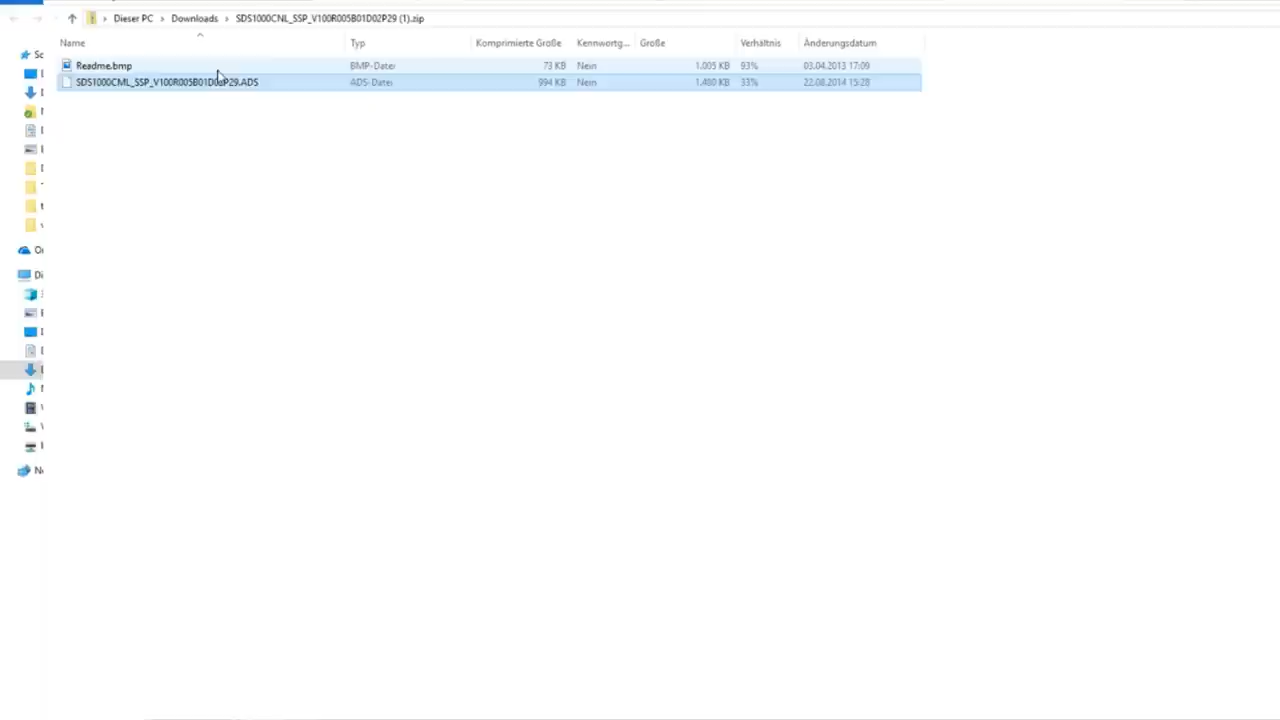 Dieser PC > Downloads > SDS1000CNL_SSP_V100R005B01D02P29 (1).zip
Name Typ Komprimierte Größe Kennwortg... Größe Verhältnis Änderungsdatum
Readme.bmp BMP-Datei 73 KB Nein 1.005 KB 93% 03.04.2013 17:09
SDS1000CML_SSP_V100R005B01D02P29.ADS ADS-Datei 994 KB Nein 1.480 KB 33% 22.08.2014 15:28
Sc
Di